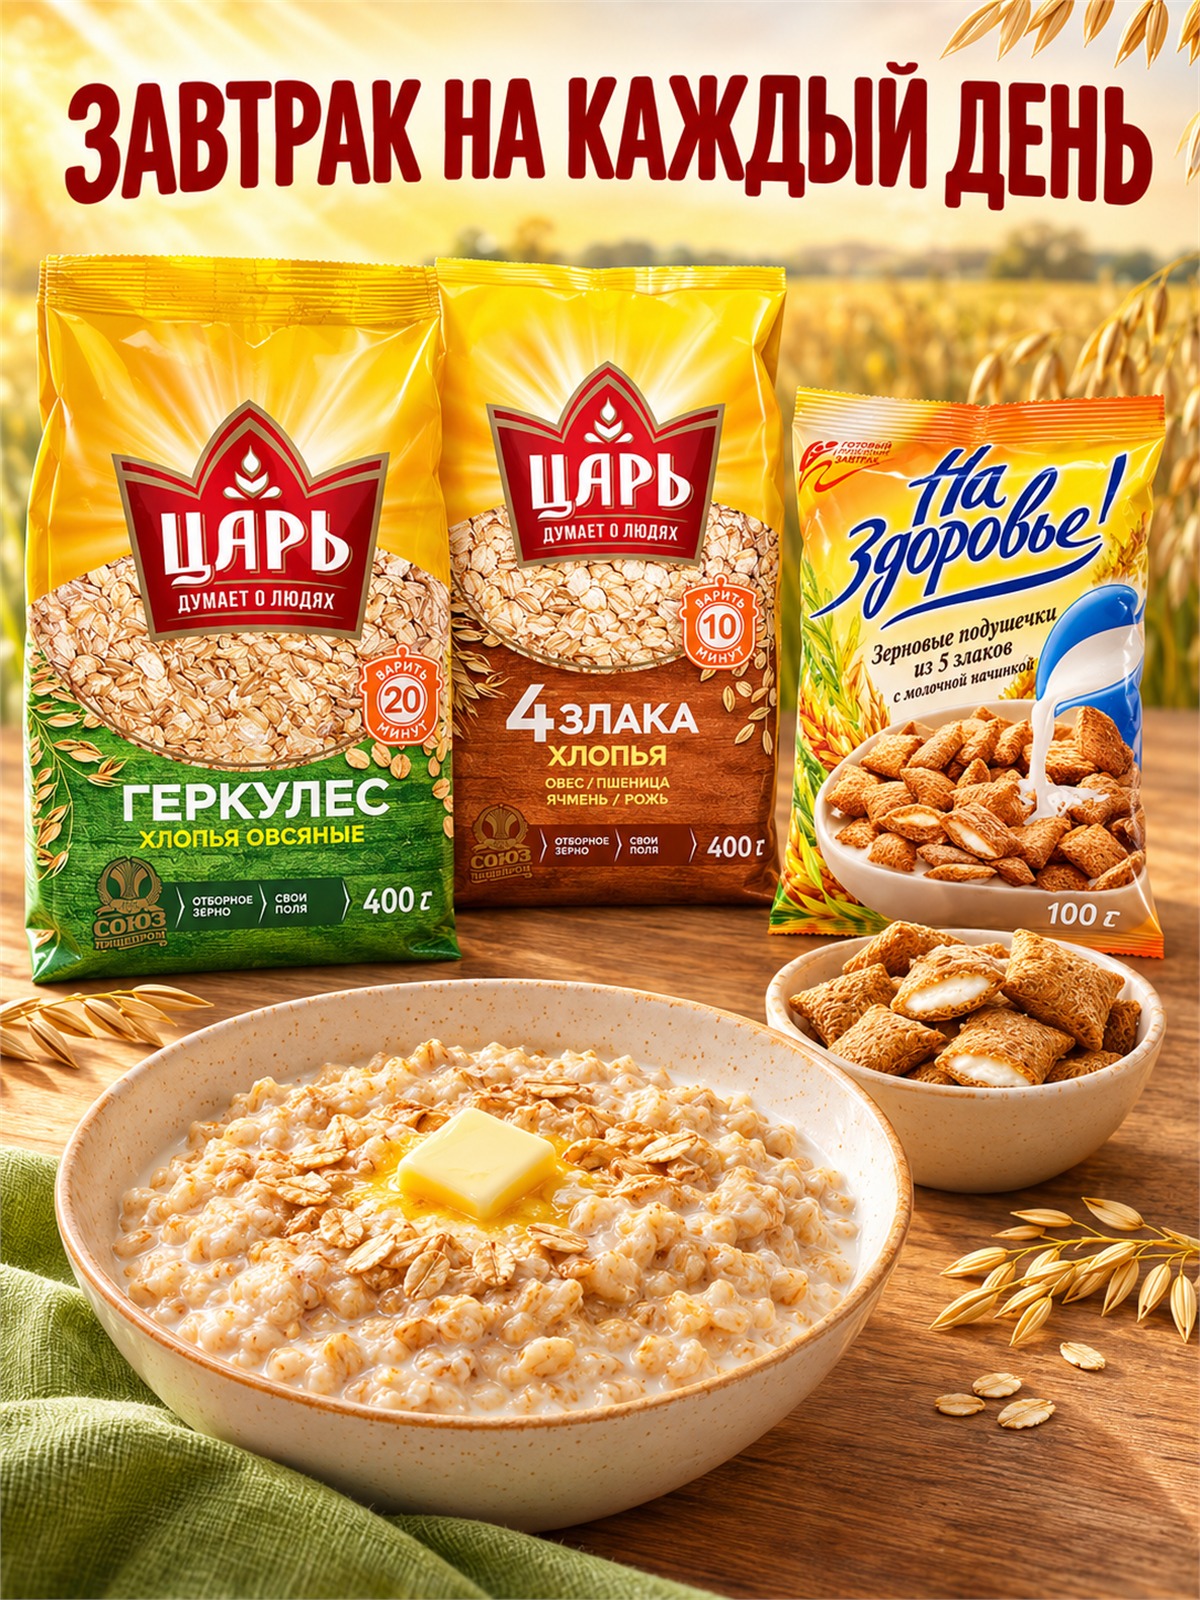 ЗАВТРАК НА КАЖДЫЙ ДЕНЬ
ЦАРЬ
ДУМАЕТ О ЛЮДЯХ
ВАРИТЬ
20
МИНУТ
ГЕРКУЛЕС
ХЛОПЬЯ ОВСЯНЫЕ
СОЮЗ
ПИЩЕПРОМ
ОТБОРНОЕ
ЗЕРНО
СВОИ
ПОЛЯ
400 г
ЦАРЬ
ДУМАЕТ О ЛЮДЯХ
ВАРИТЬ
10
МИНУТ
4 ЗЛАКА
ХЛОПЬЯ
ОВЕС / ПШЕНИЦА
ЯЧМЕНЬ / РОЖЬ
СОЮЗ
ПИЩЕПРОМ
ОТБОРНОЕ
ЗЕРНО
СВОИ
ПОЛЯ
400 г
ГОТОВЫЙ
ЗАВТРАК
На
Здоровье!
Зерновые подушечки
из 5 злаков
с молочной начинкой
100 г